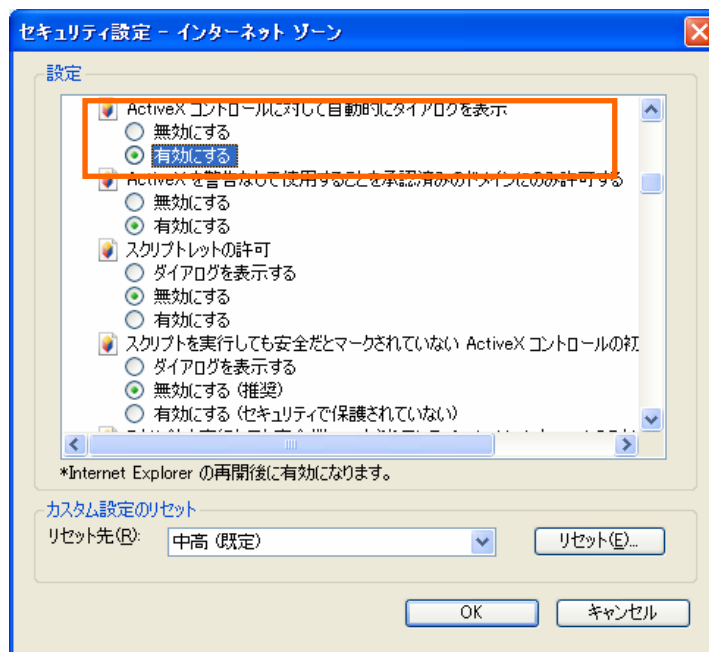 セキュリティ設定 - インターネット ゾーン
設定
ActiveX コントロールに対して自動的にダイアログを表示
無効にする
有効にする
ActiveX を警告なしで使用することを承認済みのドメインにのみ許可する
無効にする
有効にする
スクリプトレットの許可
ダイアログを表示する
無効にする
有効にする
スクリプトを実行しても安全だとマークされていない ActiveX コントロールの初
ダイアログを表示する
無効にする (推奨)
有効にする (セキュリティで保護されていない)
*Internet Explorer の再開後に有効になります。
カスタム設定のリセット
リセット先(R):
中高 (既定)
リセット(E)...
OK
キャンセル